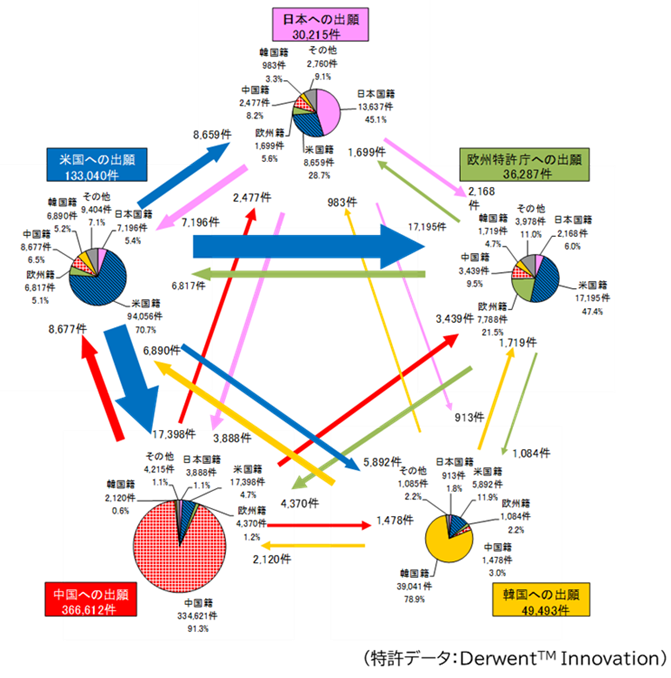 日本への出願
30,215件
韓国籍
983件
3.3%
その他
2,760件
9.1%
中国籍
2,477件
8.2%
日本国籍
13,637件
45.1%
欧州籍
1,699件
5.6%
米国籍
8,659件
28.7%
8,659件
1,699件
米国への出願
133,040件
欧州特許庁への出願
36,287件
韓国籍
6,890件
5.2%
その他
9,404件
7.1%
日本国籍
7,196件
5.4%
中国籍
8,677件
6.5%
欧州籍
6,817件
5.1%
米国籍
94,056件
70.7%
7,196件
2,477件
983件
2,168
件
17,195件
韓国籍
1,719件
4.7%
その他
3,978件
11.0%
日本国籍
2,168件
6.0%
中国籍
3,439件
9.5%
米国籍
17,195件
47.4%
欧州籍
7,788件
21.5%
6,817件
8,677件
6,890件
3,439件
1,719件
17,398件
3,888件
913件
5,892件
1,084件
4,370件
その他
4,215件
1.1%
日本国籍
3,888件
1.1%
米国籍
17,398件
4.7%
韓国籍
2,120件
0.6%
欧州籍
4,370件
1.2%
中国籍
334,621件
91.3%
1,478件
2,120件
その他
1,085件
2.2%
日本国籍
913件
1.8%
米国籍
5,892件
11.9%
欧州籍
1,084件
2.2%
中国籍
1,478件
3.0%
韓国籍
39,041件
78.9%
中国への出願
366,612件
韓国への出願
49,493件
（特許データ：Derwent™ Innovation）